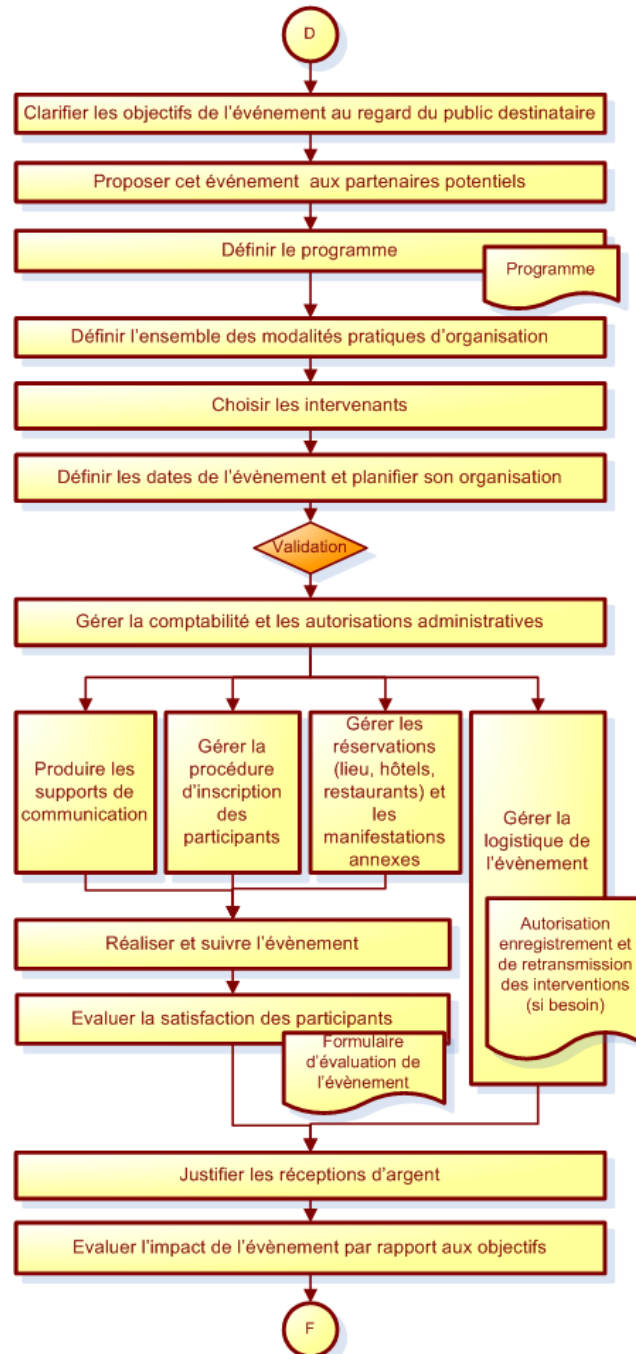 D
Clarifier les objectifs de l'événement au regard du public destinataire
Proposer cet événement aux partenaires potentiels
Définir le programme
Programme
Définir l'ensemble des modalités pratiques d'organisation
Choisir les intervenants
Définir les dates de l'évènement et planifier son organisation
Validation
Gérer la comptabilité et les autorisations administratives
Produire les
supports de
communication
Gérer la
procédure
d'inscription
des
participants
Gérer les
réservations
(lieu, hôtels,
restaurants) et
les
manifestations
annexes
Gérer la
logistique de
l'évènement
Autorisation
enregistrement et
de retransmission
des interventions
(si besoin)
Réaliser et suivre l'évènement
Evaluer la satisfaction des participants
Formulaire
d'évaluation de
l'évènement
Justifier les réceptions d'argent
Evaluer l'impact de l'évènement par rapport aux objectifs
F